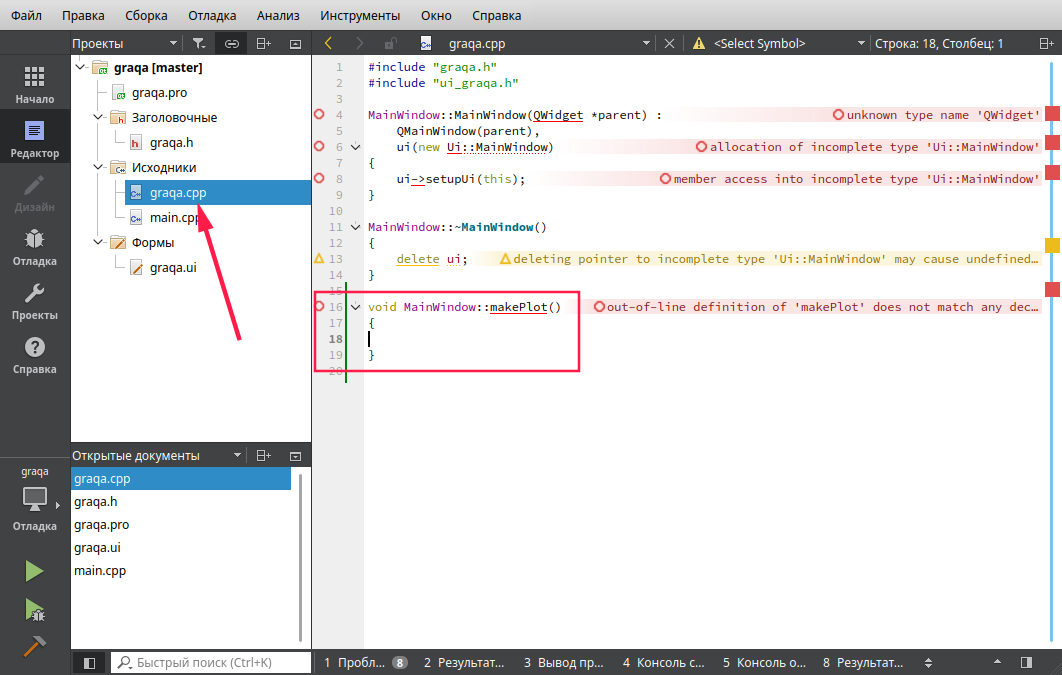 Файл Правка Сборка Отладка Анализ Инструменты Окно Справка
Проекты
graqa.cpp
<Select Symbol>
Строка: 18, Столбец: 1
Начало
Редактор
Дизайн
Отладка
Проекты
Справка
graqa
Отладка
graqa [master]
graqa.pro
Заголовочные
graqa.h
Исходники
graqa.cpp
main.cpp
Формы
graqa.ui
Открытые документы
graqa.cpp
graqa.h
graqa.pro
graqa.ui
main.cpp
1 #include "graqa.h"
2 #include "ui_graqa.h"
3
4 MainWindow::MainWindow(QWidget *parent) : unknown type name 'QWidget'
5 QMainWindow(parent),
6 ui(new Ui::MainWindow) allocation of incomplete type 'Ui::MainWindow'
7 {
8 ui->setupUi(this); member access into incomplete type 'Ui::MainWindow'
9 }
10
11 MainWindow::~MainWindow()
12 {
13 delete ui; deleting pointer to incomplete type 'Ui::MainWindow' may cause undefined…
14 }
15
16 void MainWindow::makePlot() out-of-line definition of 'makePlot' does not match any dec…
17 {
18
19 }
20
Быстрый поиск (Ctrl+K)
1 Пробл... 8 2 Результат... 3 Вывод пр... 4 Консоль с... 5 Консоль о... 8 Результат...